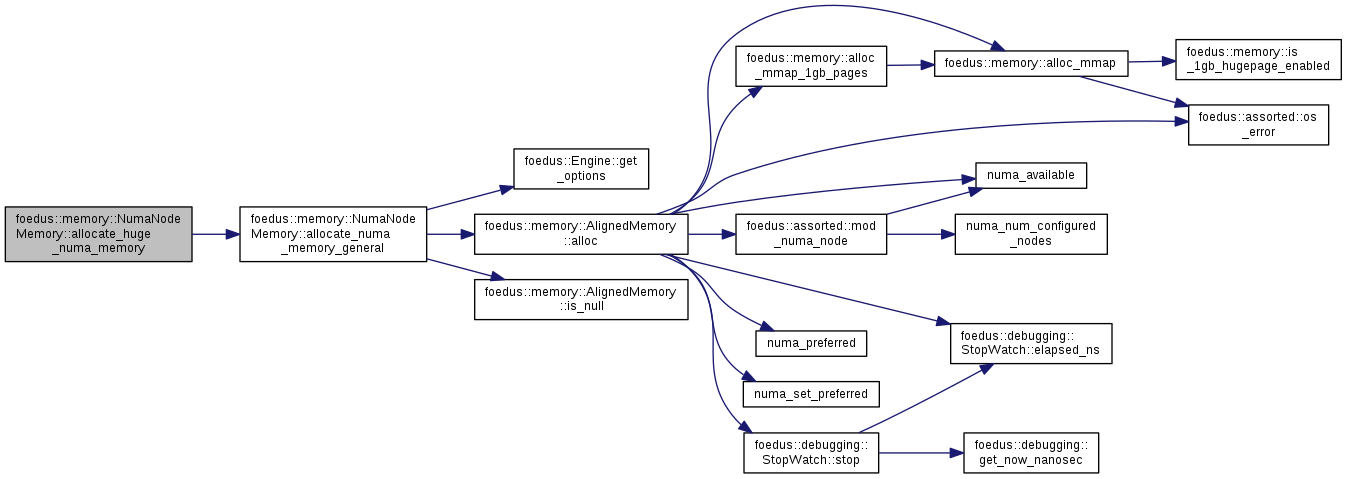 foedus::memory::NumaNode
Memory::allocate_huge
_numa_memory
foedus::memory::NumaNode
Memory::allocate_numa
_memory_general
foedus::Engine::get
_options
foedus::memory::AlignedMemory
::alloc
foedus::memory::AlignedMemory
::is_null
foedus::memory::alloc
_mmap_1gb_pages
foedus::memory::alloc_mmap
foedus::memory::is
_1gb_hugepage_enabled
foedus::assorted::os
_error
numa_available
foedus::assorted::mod
_numa_node
numa_num_configured
_nodes
foedus::debugging::
StopWatch::elapsed_ns
numa_preferred
numa_set_preferred
foedus::debugging::
StopWatch::stop
foedus::debugging::
get_now_nanosec